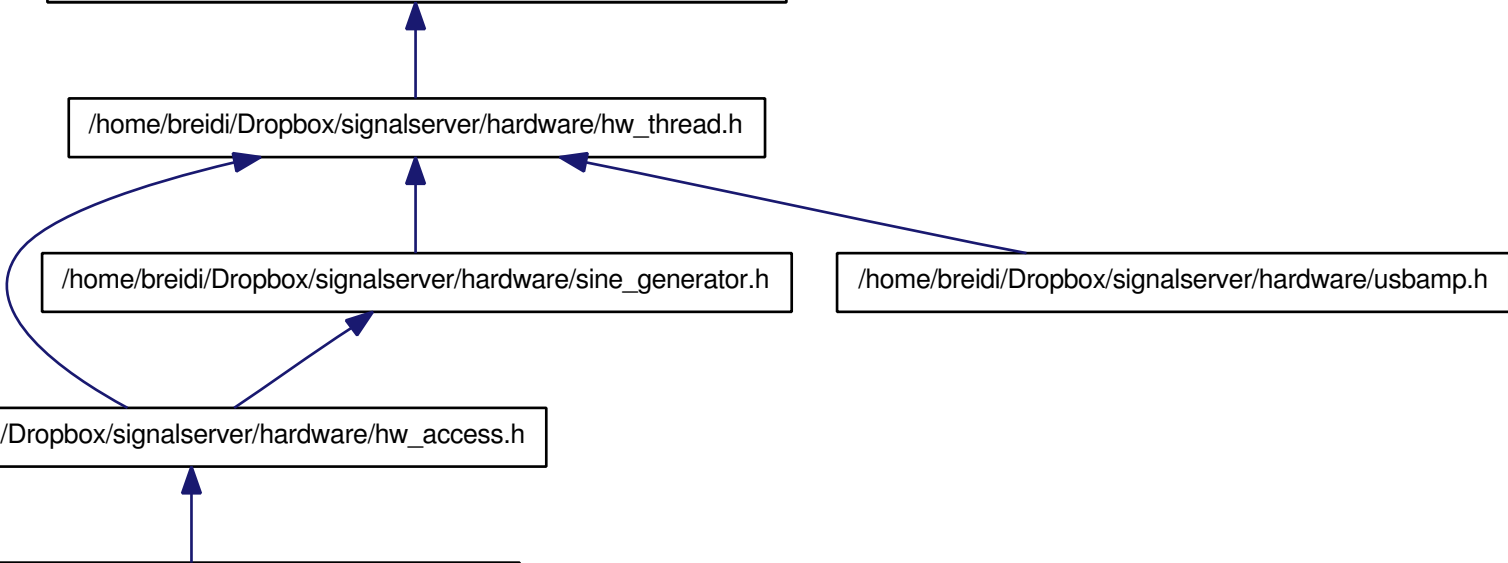 /home/breidi/Dropbox/signalserver/hardware/hw_thread.h
/home/breidi/Dropbox/signalserver/hardware/sine_generator.h
/home/breidi/Dropbox/signalserver/hardware/usbamp.h
/Dropbox/signalserver/hardware/hw_access.h